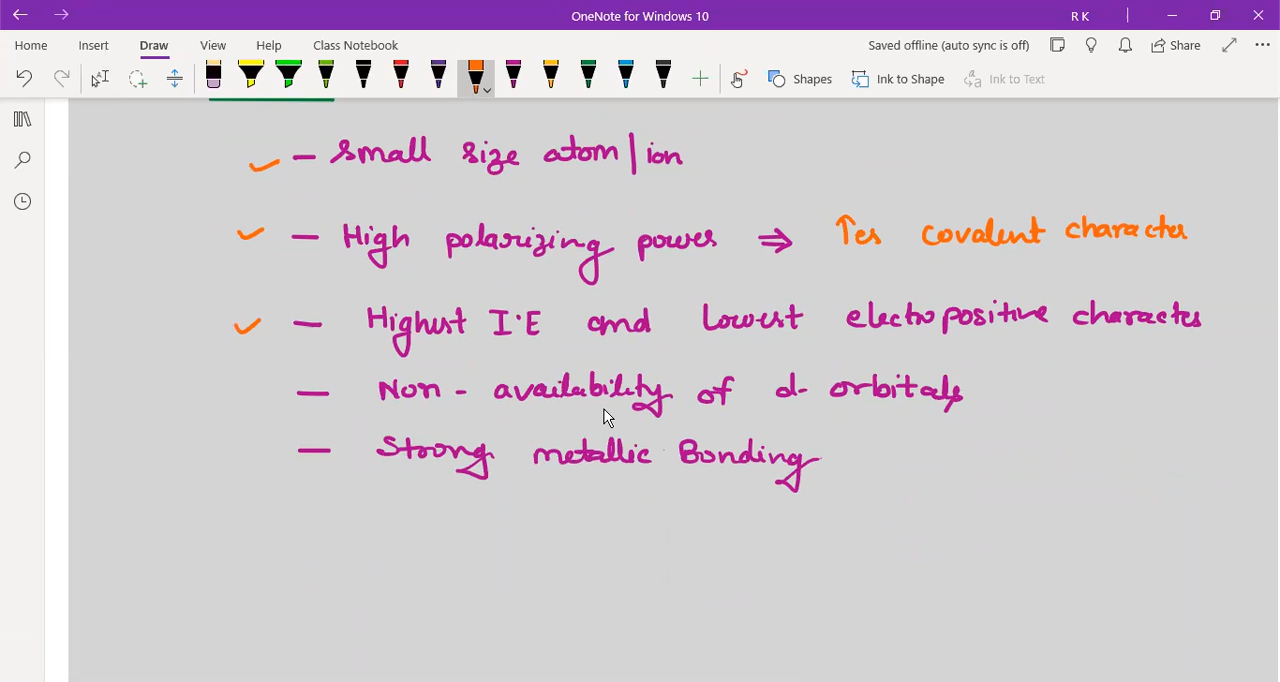 OneNote for Windows 10
R K
Home Insert Draw View Help Class Notebook
Saved offline (auto sync is off) Share
Shapes Ink to Shape Ink to Text
- Small size atom/ion
- High polarizing power ⇒ ↑es covalent character
- Highest I.E and lowest electropositive character
- Non-availability of d-orbitals
- Strong metallic Bonding